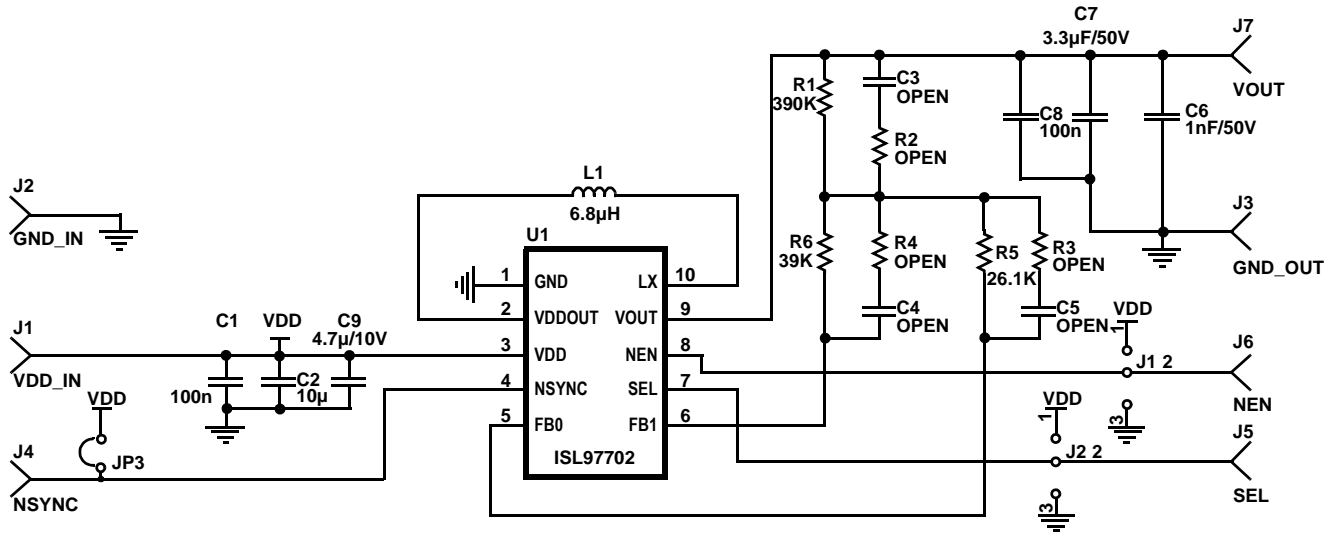 C7
3.3µF/50V
J7
VOUT
R1
390K
C3
OPEN
R2
OPEN
C8
100n
C6
1nF/50V
J2
GND_IN
L1
6.8µH
U1
R6
39K
R4
OPEN
R5
26.1K
R3
OPEN
J3
GND_OUT
1 GND LX 10
2 VDDOUT VOUT 9
3 VDD NEN 8
4 NSYNC SEL 7
5 FB0 FB1 6
ISL97702
C4
OPEN
C5
OPEN
J1
VDD_IN
C1
100n
VDD
C2
10µ
C9
4.7µ/10V
VDD
1
J1 2
3
J6
NEN
VDD
JP3
J4
NSYNC
VDD
1
J2 2
3
J5
SEL